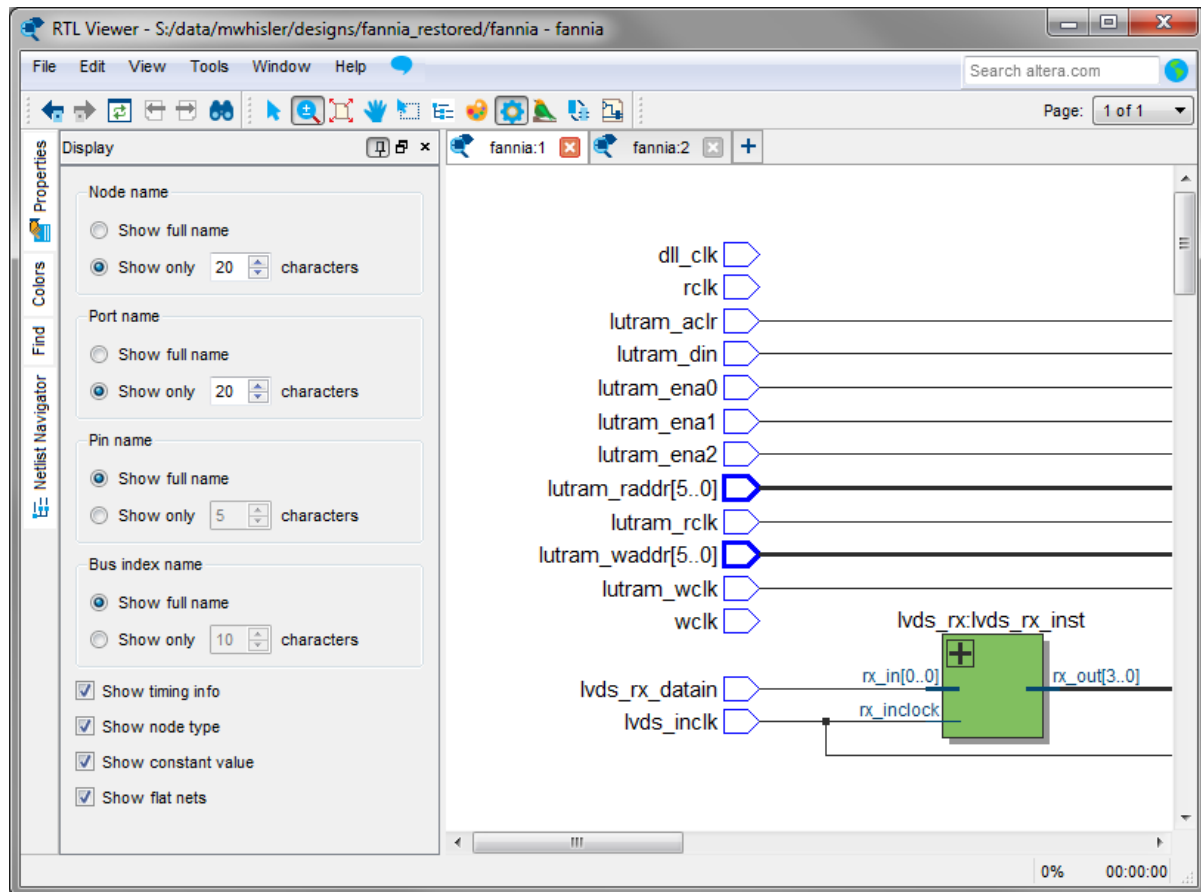 RTL Viewer - S:/data/mwhisler/designs/fannia_restored/fannia - fannia
File Edit View Tools Window Help
Search altera.com
Page: 1 of 1
Properties
Colors
Find
Netlist Navigator
Display
Node name
Show full name
Show only 20 characters
Port name
Show full name
Show only 20 characters
Pin name
Show full name
Show only 5 characters
Bus index name
Show full name
Show only 10 characters
Show timing info
Show node type
Show constant value
Show flat nets
fannia:1 fannia:2
dll_clk
rclk
lutram_aclr
lutram_din
lutram_ena0
lutram_ena1
lutram_ena2
lutram_raddr[5..0]
lutram_rclk
lutram_waddr[5..0]
lutram_wclk
wclk
lvds_rx:lvds_rx_inst
lvds_rx_datain
rx_in[0..0]
rx_out[3..0]
lvds_inclk
rx_inclock
0% 00:00:00